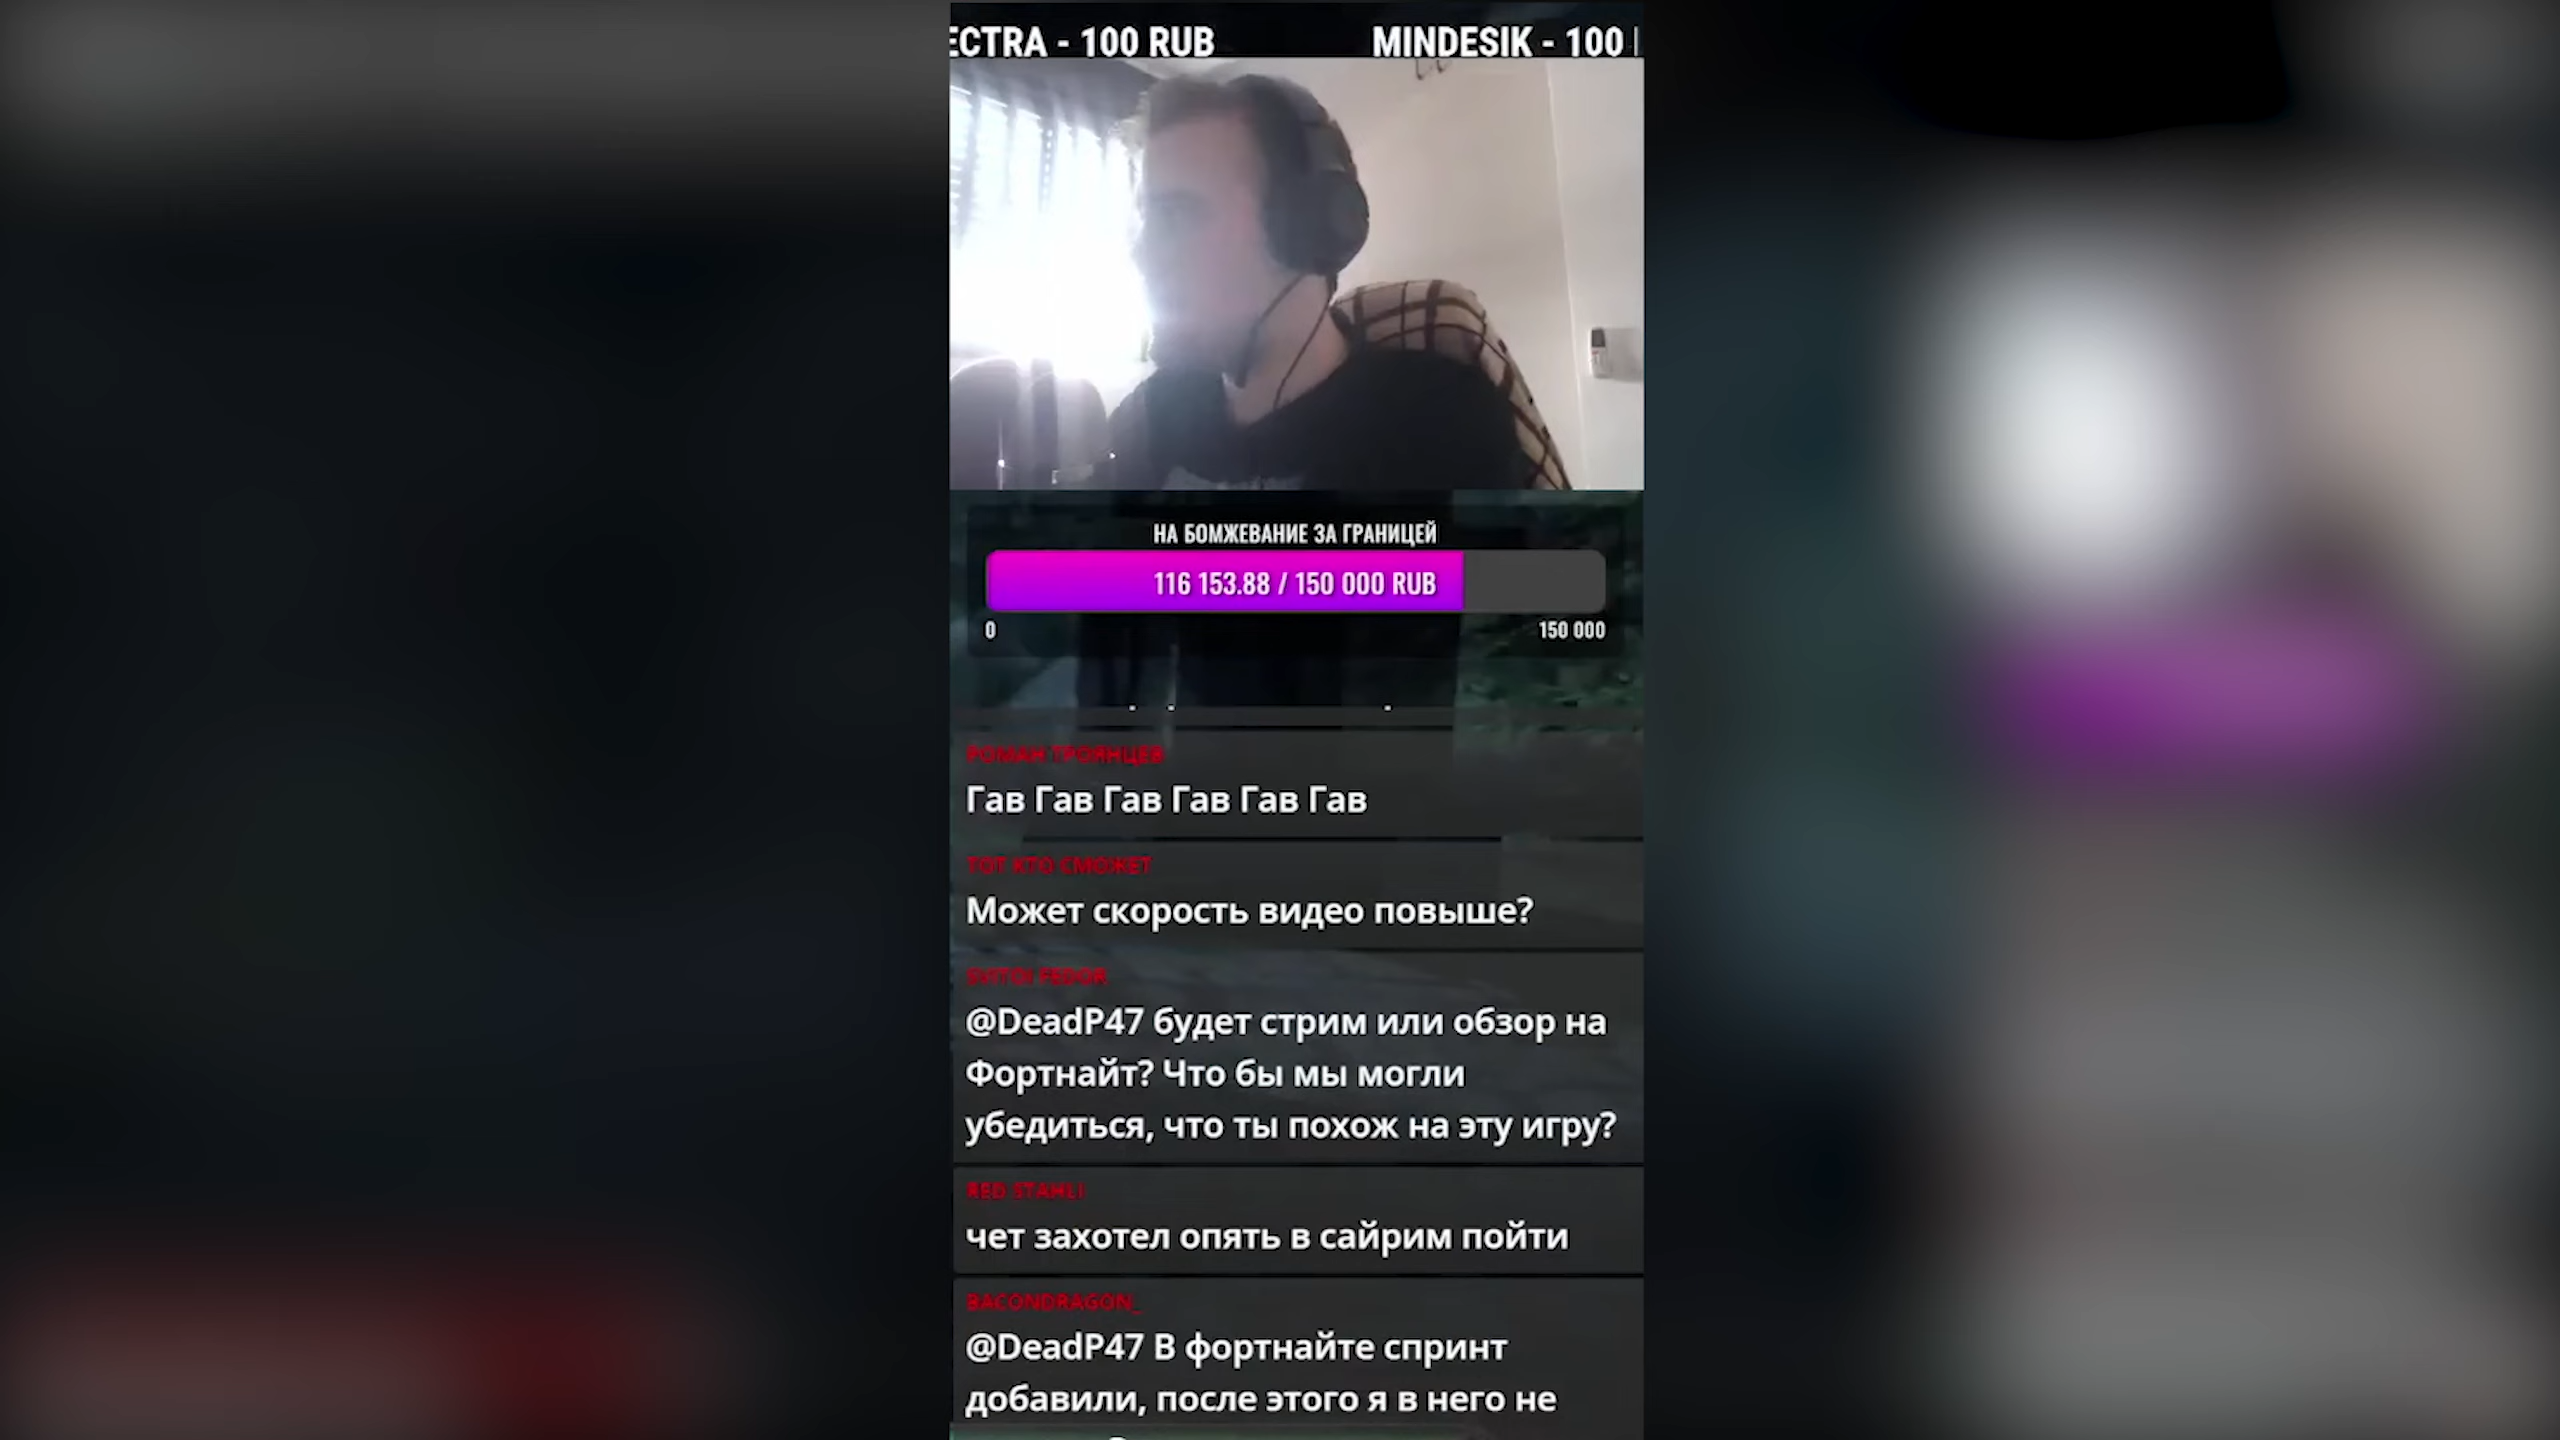 ECTRA - 100 RUB MINDESIK - 100
НА БОМЖЕВАНИЕ ЗА ГРАНИЦЕЙ
116 153.88 / 150 000 RUB
0 150 000
РОМАН ТРОЯНЦЕВ
Гав Гав Гав Гав Гав Гав
ТОТ КТО СМОЖЕТ
Может скорость видео повыше?
SVITOI FEDOR
@DeadP47 будет стрим или обзор на
Фортнайт? Что бы мы могли
убедиться, что ты похож на эту игру?
RED STAHLI
чет захотел опять в сайрим пойти
BACONDRAGON_
@DeadP47 В фортнайте спринт
добавили, после этого я в него не